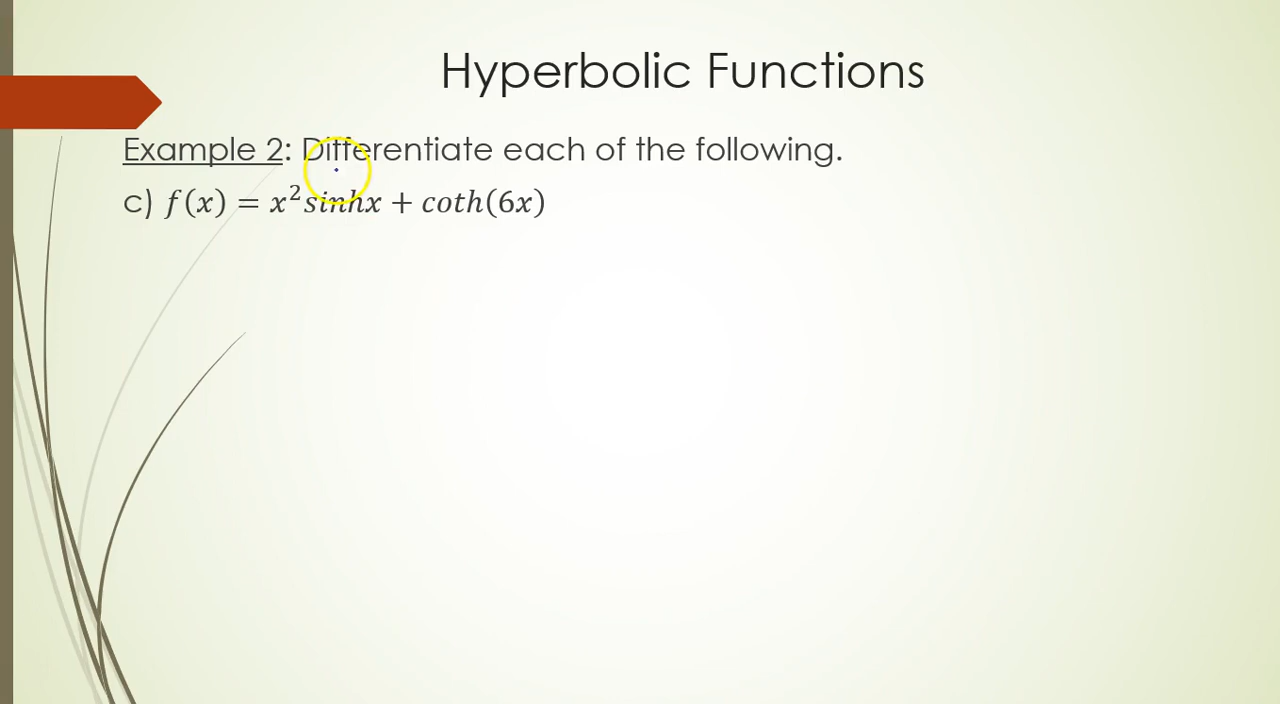 Hyperbolic Functions
Example 2: Differentiate each of the following.
c) f(x) = x²sinhx + coth(6x)